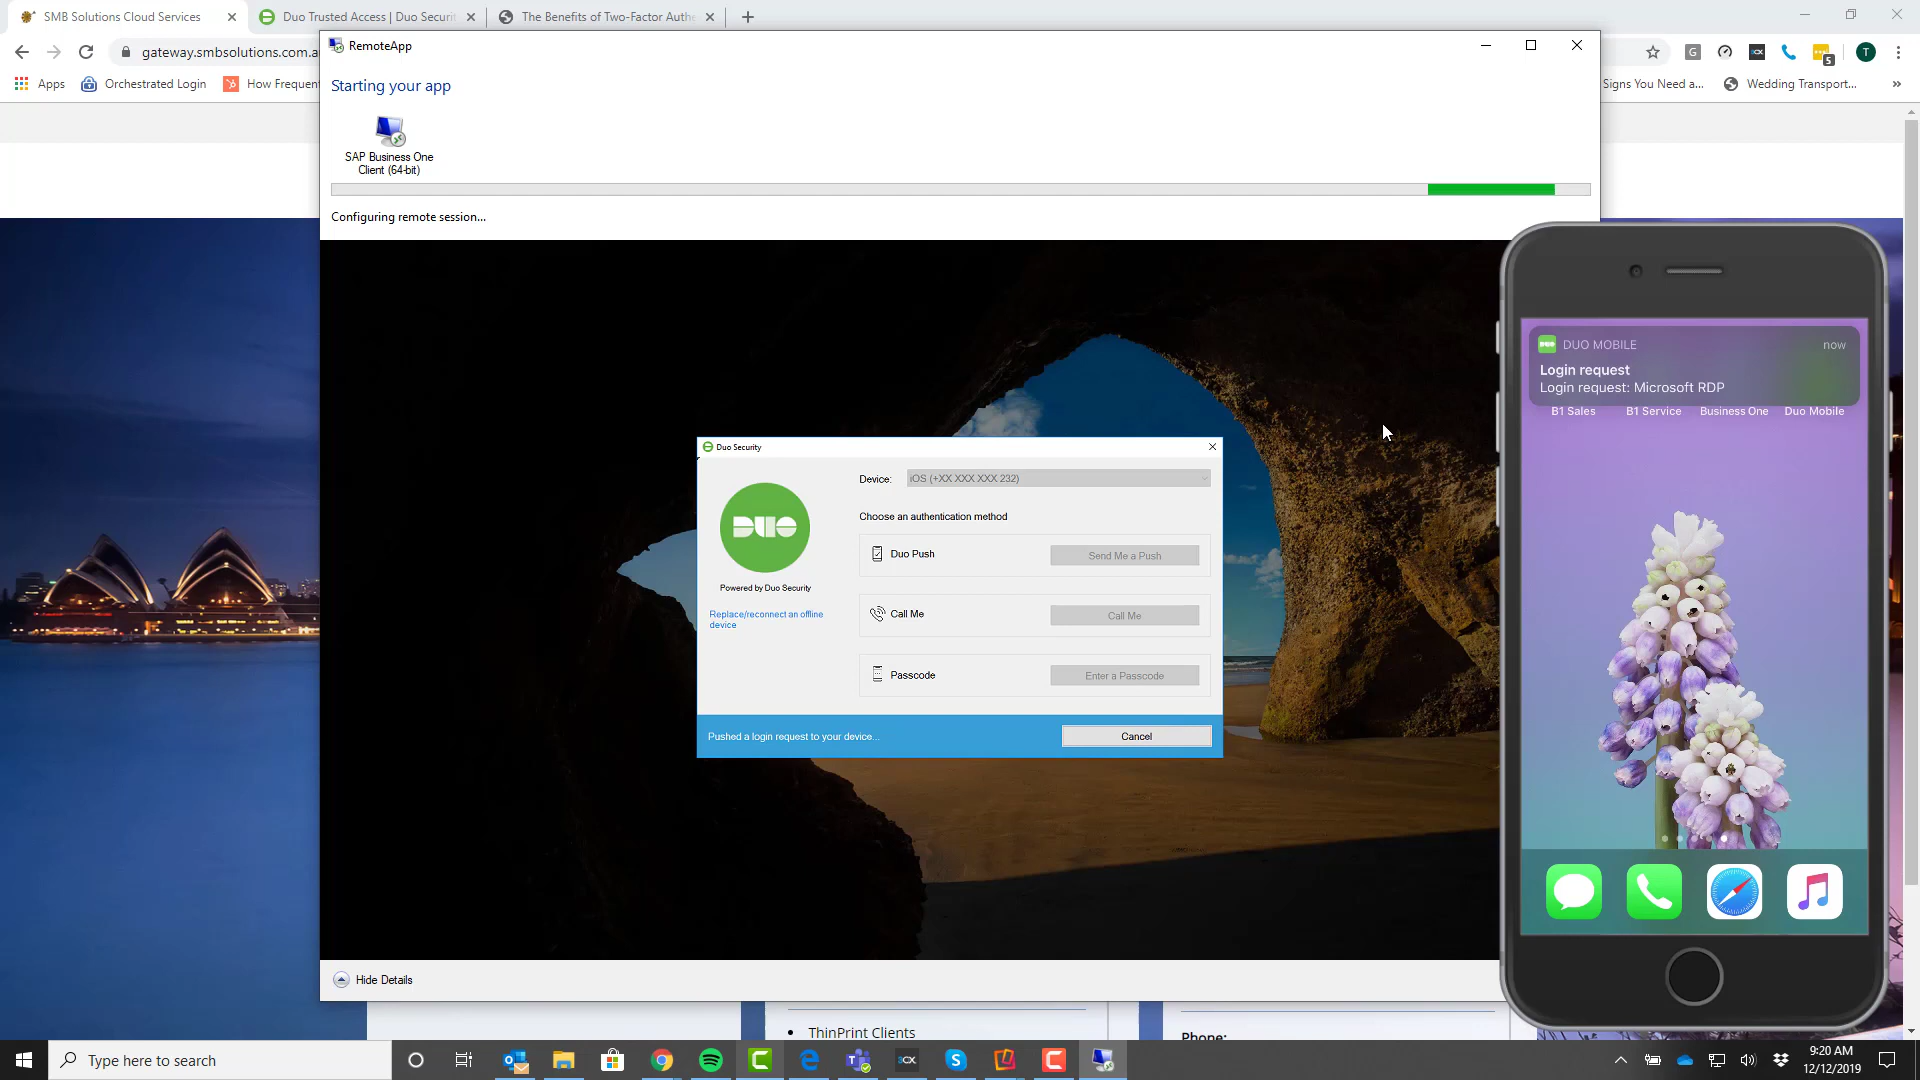 SMB Solutions Cloud Services
Duo Trusted Access | Duo Securit
The Benefits of Two-Factor Authe
gateway.smbsolutions.com.a
5
T
Apps
Orchestrated Login
How Frequent
Signs You Need a...
Wedding Transport...
RemoteApp
Starting your app
SAP Business One
Client (64-bit)
Configuring remote session...
Duo Security
DUO
Powered by Duo Security
Replace/reconnect an offline
device
Device:
iOS (+XX XXX XXX 232)
Choose an authentication method
Duo Push
Send Me a Push
Call Me
Call Me
Passcode
Enter a Passcode
Pushed a login request to your device...
Cancel
DUO MOBILE
now
Login request
Login request: Microsoft RDP
B1 Sales
B1 Service
Business One
Duo Mobile
Hide Details
ThinPrint Clients
Phone:
Type here to search
9:20 AM
12/12/2019